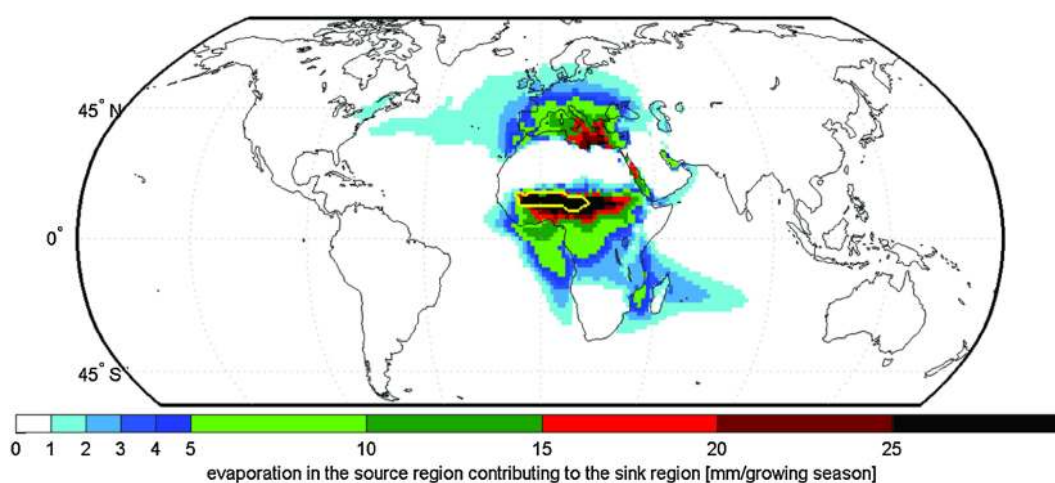 45° N
0°
45° S
0 1 2 3 4 5 10 15 20 25
evaporation in the source region contributing to the sink region [mm/growing season]